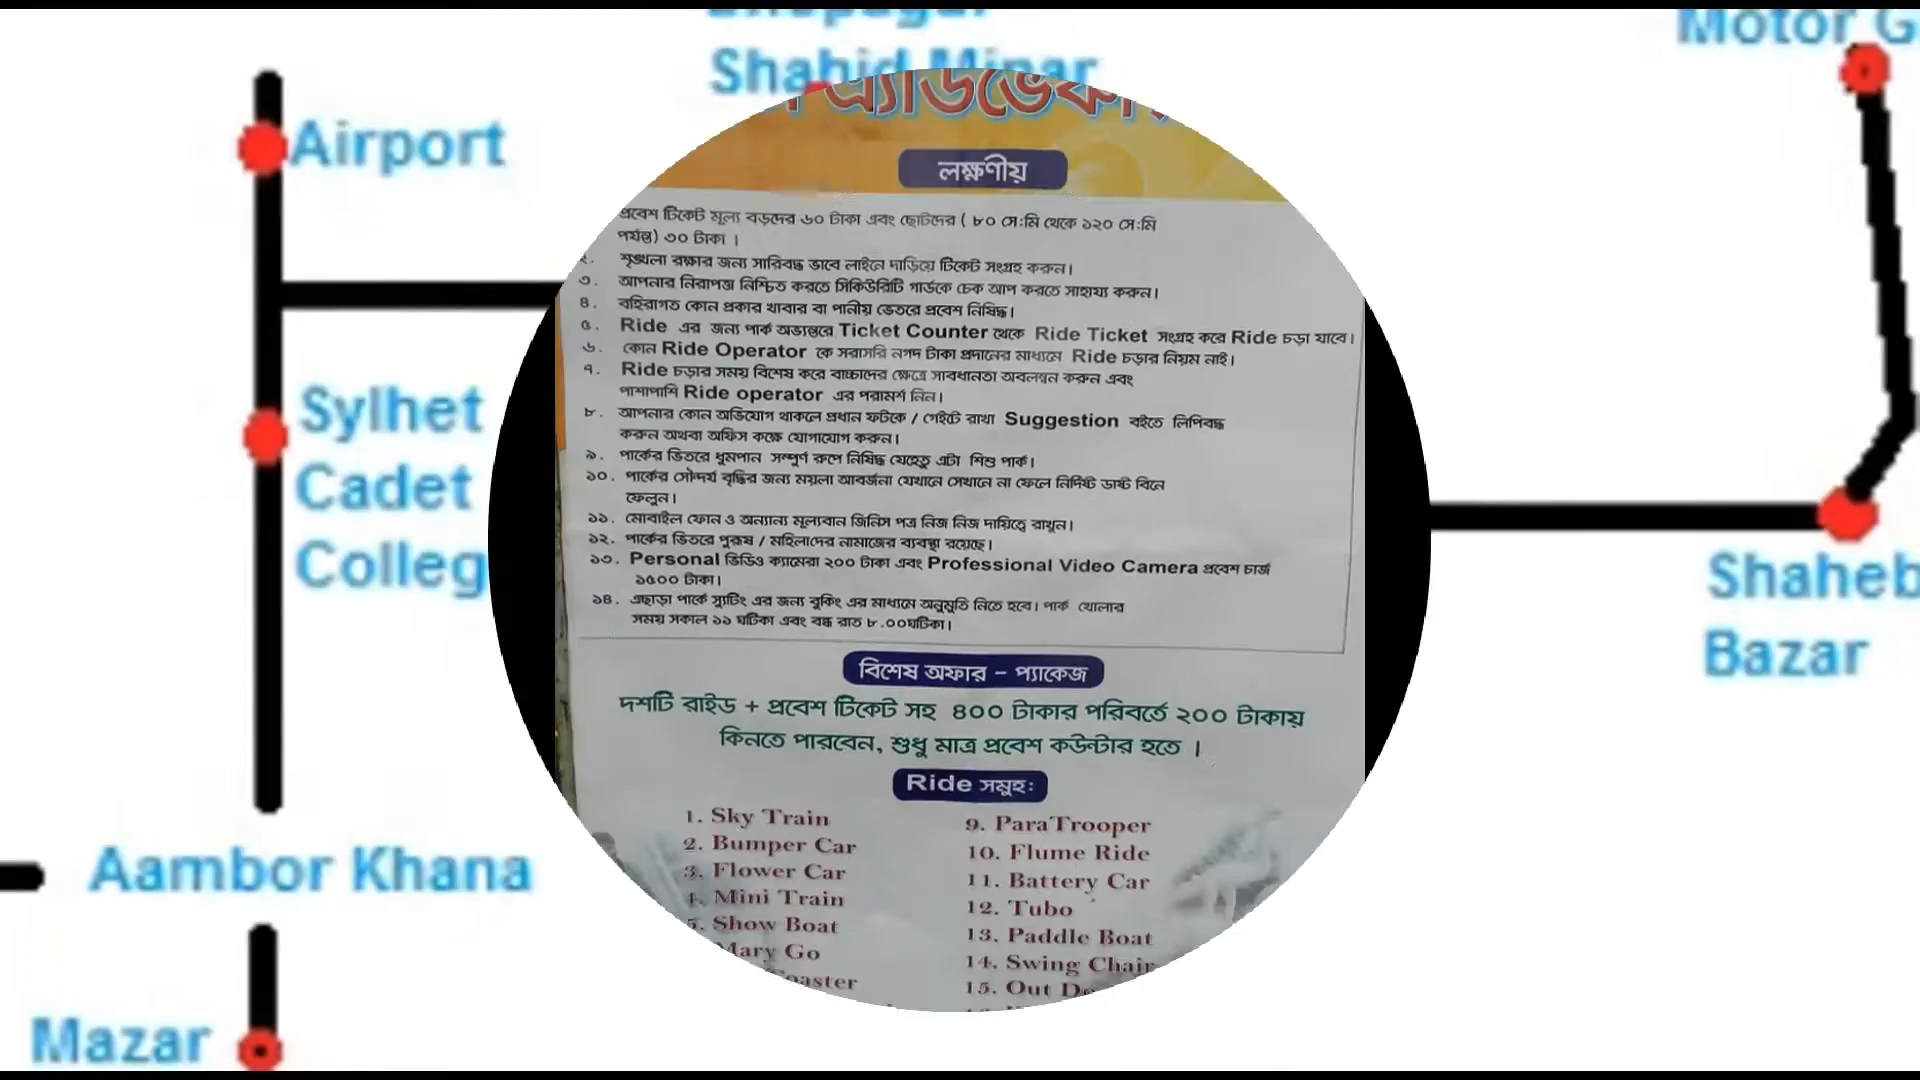 Shahid Minar
Motor G
Airport
Sylhet
Cadet
Colleg
Aambor Khana
Mazar
Shaheb
Bazar
লক্ষণীয়
প্রবেশ টিকেট মূল্য বড়দের ৬০ টাকা এবং ছোটদের ( ৮০ সে:মি থেকে ১২০ সে:মি
পর্যন্ত) ৩০ টাকা ।
২. শৃঙ্খলা রক্ষার জন্য সারিবদ্ধ ভাবে লাইনে দাড়িয়ে টিকেট সংগ্রহ করুন।
৩. আপনার নিরাপত্তা নিশ্চিত করতে সিকিউরিটি গার্ডকে চেক আপ করতে সাহায্য করুন।
৪. বহিরাগত কোন প্রকার খাবার বা পানীয় ভেতরে প্রবেশ নিষিদ্ধ।
৫. Ride এর জন্য পার্ক অভ্যন্তরে Ticket Counter থেকে Ride Ticket সংগ্রহ করে Ride চড়া যাবে।
৬. কোন Ride Operator কে সরাসরি নগদ টাকা প্রদানের মাধ্যমে Ride চড়ার নিয়ম নাই।
৭. Ride চড়ার সময় বিশেষ করে বাচ্চাদের ক্ষেত্রে সাবধানতা অবলম্বন করুন এবং
পাশাপাশি Ride operator এর পরামর্শ নিন।
৮. আপনার কোন অভিযোগ থাকলে প্রধান ফটকে / গেইটে রাখা Suggestion বইতে লিপিবদ্ধ
করুন অথবা অফিস কক্ষে যোগাযোগ করুন।
৯. পার্কের ভিতরে ধুমপান সম্পুর্ণ রুপে নিষিদ্ধ যেহেতু এটা শিশু পার্ক।
১০. পার্কের সৌন্দর্য বৃদ্ধির জন্য ময়লা আবর্জনা যেখানে সেখানে না ফেলে নির্দিষ্ট ডাষ্ট বিনে
ফেলুন।
১১. মোবাইল ফোন ও অন্যান্য মূল্যবান জিনিস পত্র নিজ নিজ দায়িত্বে রাখুন।
১২. পার্কের ভিতরে পুরুষ / মহিলাদের নামাজের ব্যবস্থা রয়েছে।
১৩. Personal ভিডিও ক্যামেরা ২০০ টাকা এবং Professional Video Camera প্রবেশ চার্জ
১৫০০ টাকা।
১৪. এছাড়া পার্কে স্যুটিং এর জন্য বুকিং এর মাধ্যমে অনুমুতি নিতে হবে। পার্ক খোলার
সময় সকাল ১১ ঘটিকা এবং বন্ধ রাত ৮.০০ঘটিকা।
বিশেষ অফার – প্যাকেজ
দশটি রাইড + প্রবেশ টিকেট সহ ৪০০ টাকার পরিবর্তে ২০০ টাকায়
কিনতে পারবেন, শুধু মাত্র প্রবেশ কাউন্টার হতে ।
Ride সমুহ:
1. Sky Train
2. Bumper Car
3. Flower Car
4. Mini Train
5. Show Boat
Mary Go
oaster
9. ParaTrooper
10. Flume Ride
11. Battery Car
12. Tubo
13. Paddle Boat
14. Swing Chair
15. Out Do